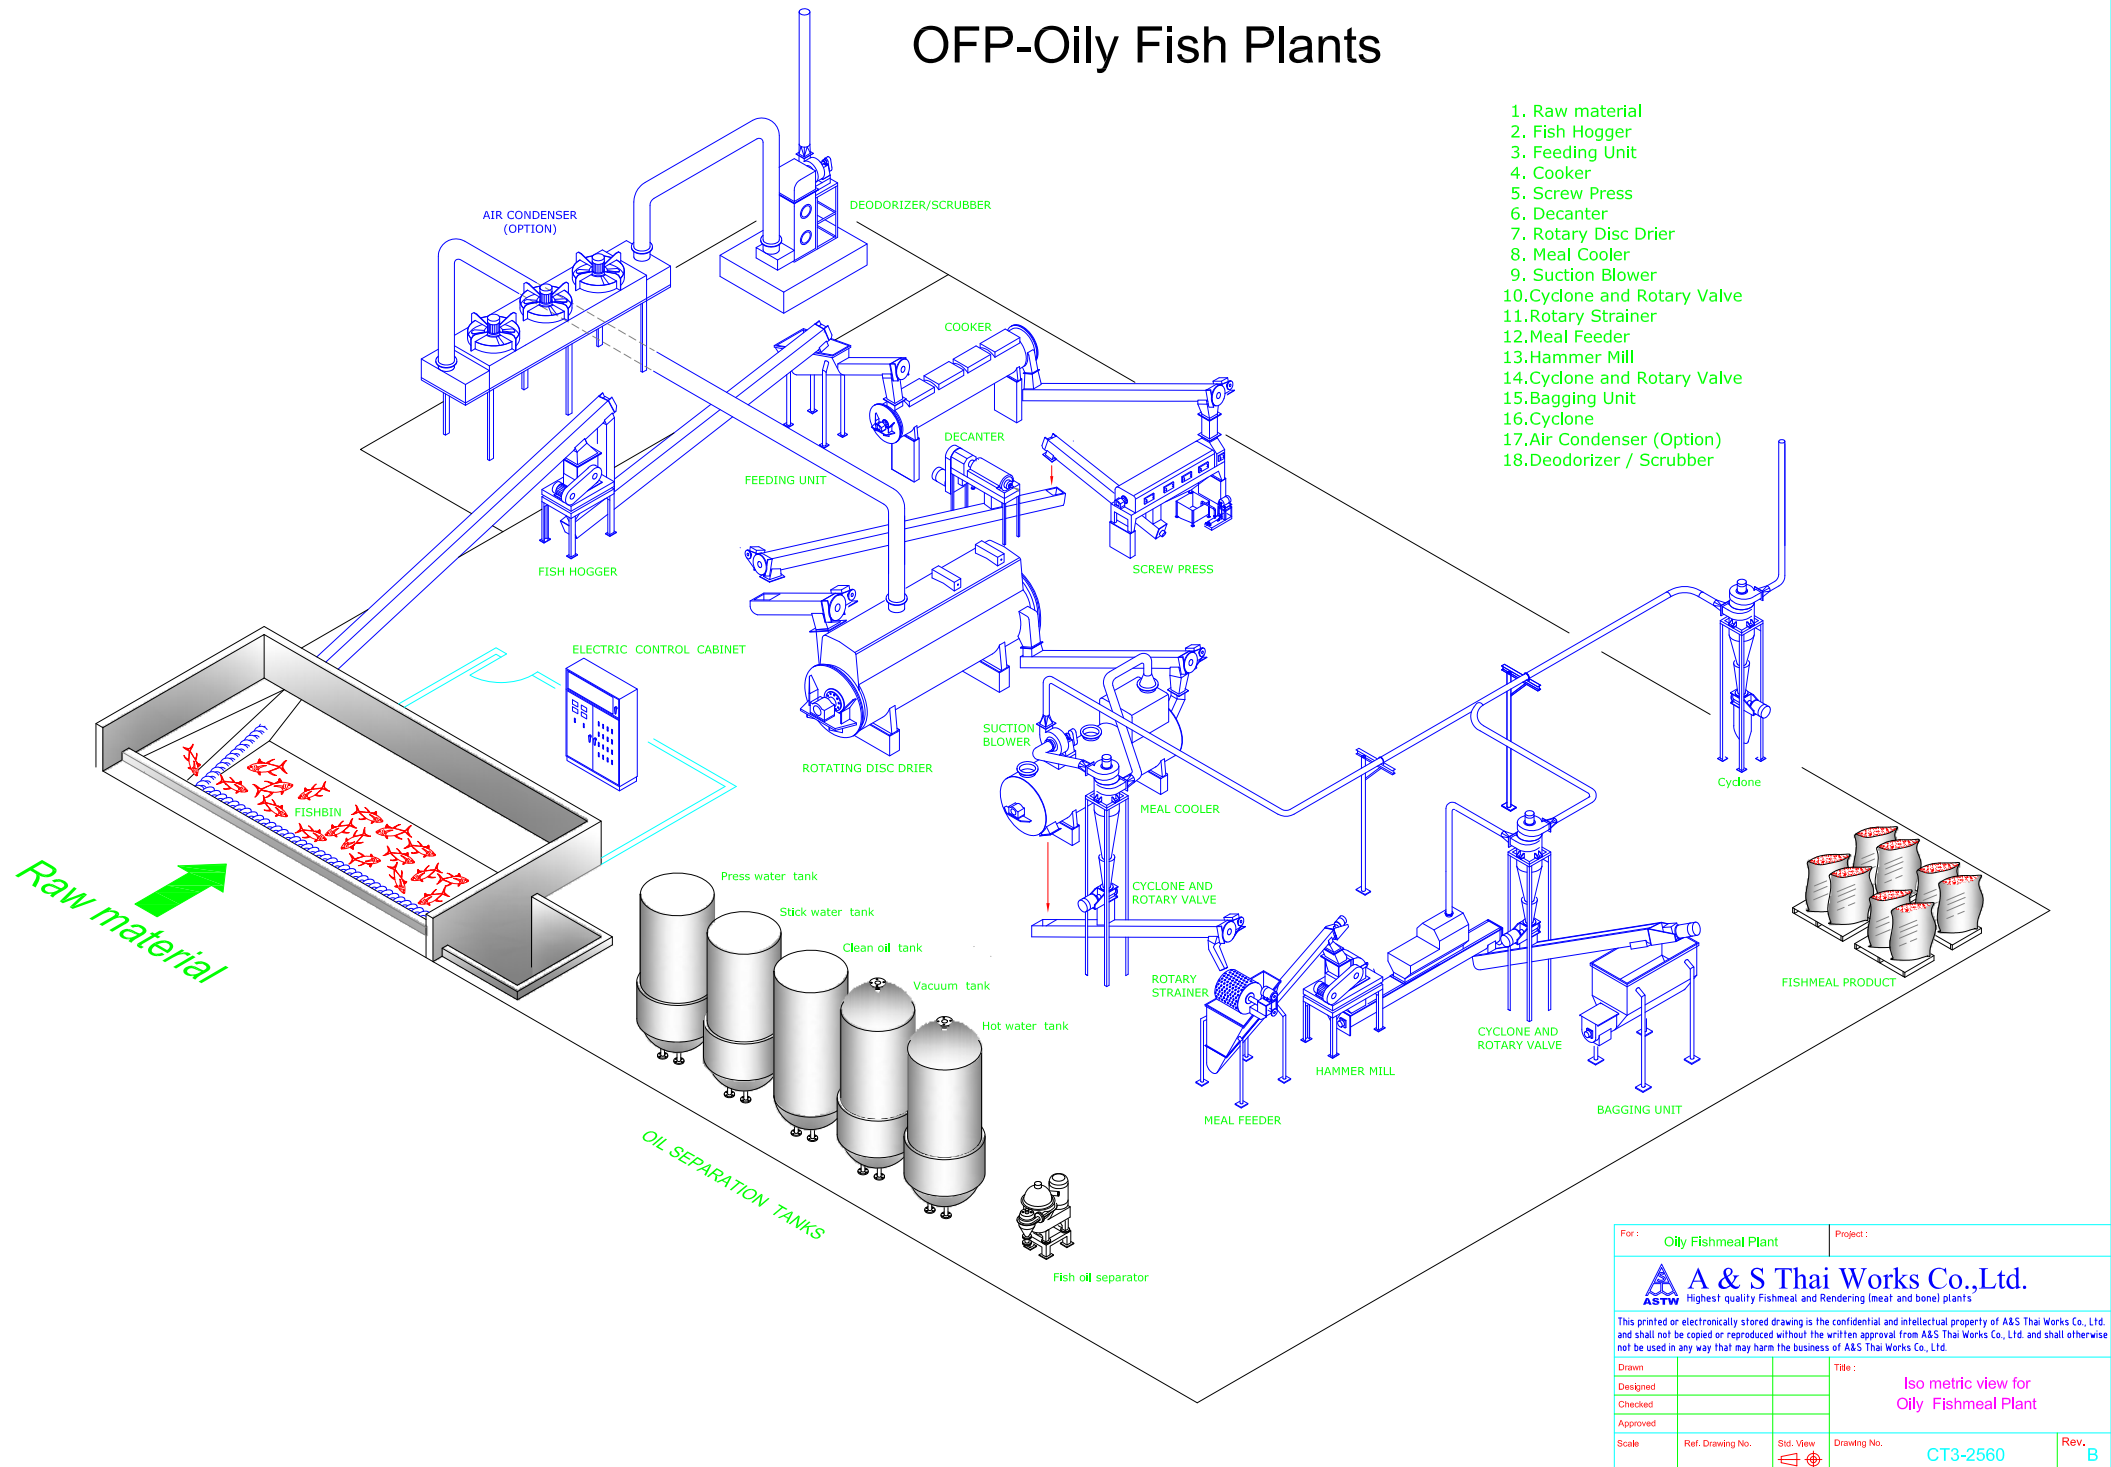 OFP-Oily Fish Plants
1. Raw material
2. Fish Hogger
3. Feeding Unit
4. Cooker
5. Screw Press
6. Decanter
7. Rotary Disc Drier
8. Meal Cooler
9. Suction Blower
10.Cyclone and Rotary Valve
11.Rotary Strainer
12.Meal Feeder
13.Hammer Mill
14.Cyclone and Rotary Valve
15.Bagging Unit
16.Cyclone
17.Air Condenser (Option)
18.Deodorizer / Scrubber
AIR CONDENSER
(OPTION)
DEODORIZER/SCRUBBER
COOKER
DECANTER
FEEDING UNIT
FISH HOGGER
SCREW PRESS
ELECTRIC CONTROL CABINET
ROTATING DISC DRIER
SUCTION
BLOWER
MEAL COOLER
Cyclone
FISHBIN
Raw material
Press water tank
Stick water tank
Clean oil tank
Vacuum tank
Hot water tank
CYCLONE AND
ROTARY VALVE
ROTARY
STRAINER
FISHMEAL PRODUCT
CYCLONE AND
ROTARY VALVE
HAMMER MILL
MEAL FEEDER
BAGGING UNIT
OIL SEPARATION TANKS
Fish oil separator
For :
Oily Fishmeal Plant
Project :
ASTW
A & S Thai Works Co.,Ltd.
Highest quality Fishmeal and Rendering (meat and bone) plants
This printed or electronically stored drawing is the confidential and intellectual property of A&S Thai Works Co., Ltd.
and shall not be copied or reproduced without the written approval from A&S Thai Works Co., Ltd. and shall otherwise
not be used in any way that may harm the business of A&S Thai Works Co., Ltd.
Drawn
Designed
Checked
Approved
Title :
Iso metric view for
Oily Fishmeal Plant
Scale
Ref. Drawing No.
Std. View
Drawing No.
CT3-2560
Rev.
B